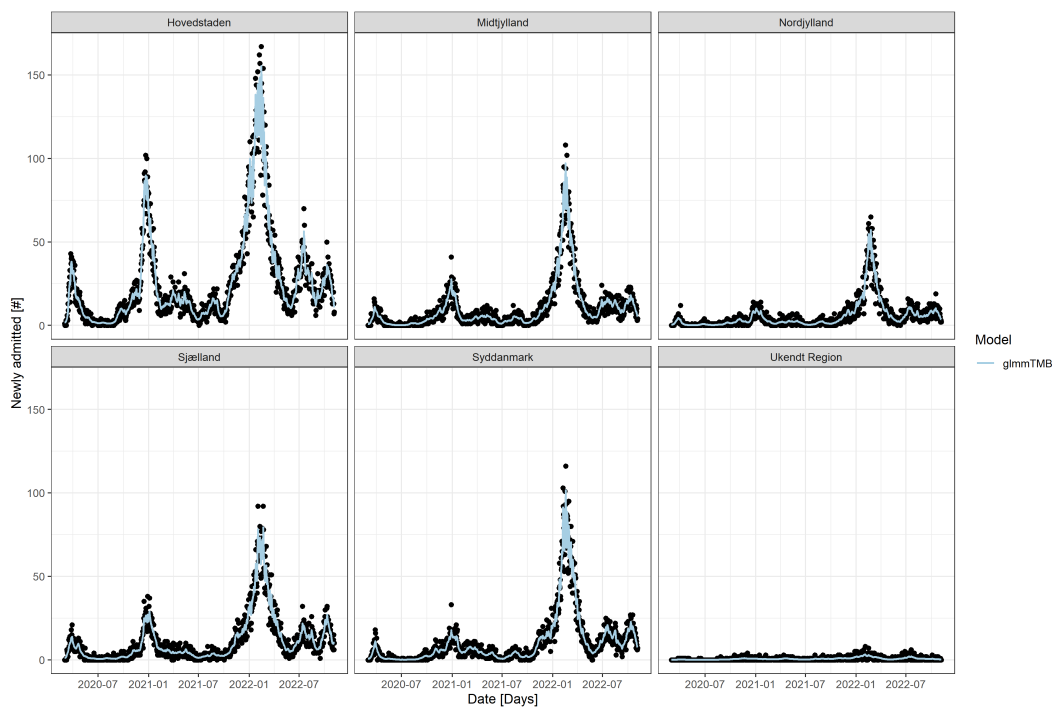 Hovedstaden Midtjylland Nordjylland
150
100
50
0
Sjælland Syddanmark Ukendt Region
150
100
50
0
2020-07 2021-01 2021-07 2022-01 2022-07 2020-07 2021-01 2021-07 2022-01 2022-07 2020-07 2021-01 2021-07 2022-01 2022-07
Date [Days]
Newly admitted [#]
Model
glmmTMB